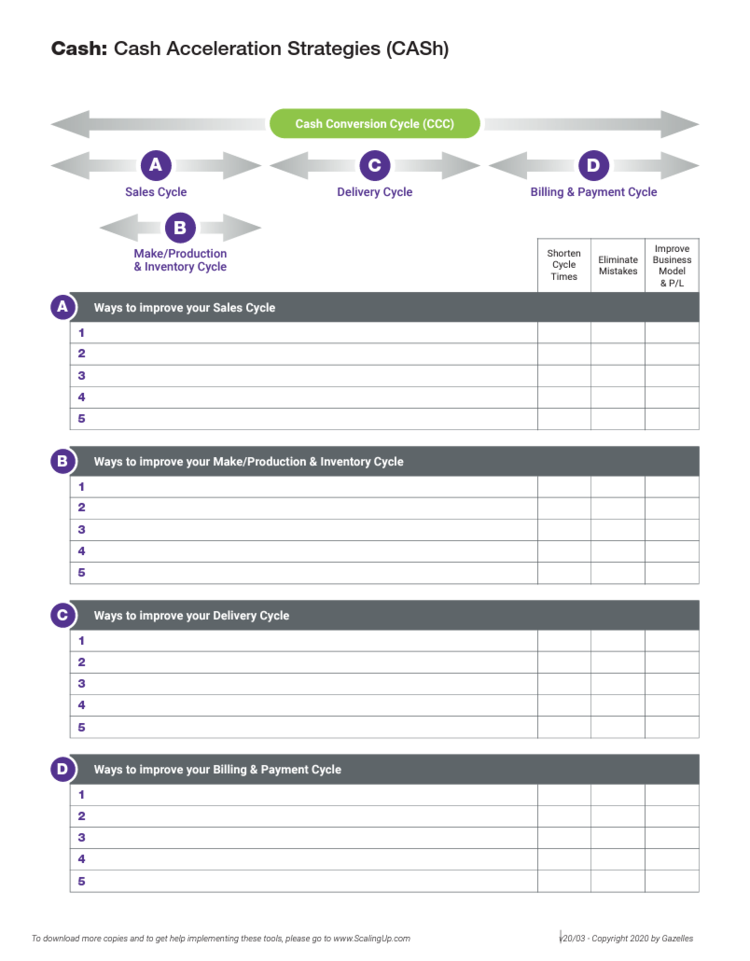 Cash: Cash Acceleration Strategies (CASh)
Cash Conversion Cycle (CCC)
A
Sales Cycle
C
Delivery Cycle
D
Billing & Payment Cycle
B
Make/Production
& Inventory Cycle
Shorten
Cycle
Times
Eliminate
Mistakes
Improve
Business
Model
& P/L
A
Ways to improve your Sales Cycle
1
2
3
4
5
B
Ways to improve your Make/Production & Inventory Cycle
1
2
3
4
5
C
Ways to improve your Delivery Cycle
1
2
3
4
5
D
Ways to improve your Billing & Payment Cycle
1
2
3
4
5
To download more copies and to get help implementing these tools, please go to www.ScalingUp.com
v20/03 - Copyright 2020 by Gazelles